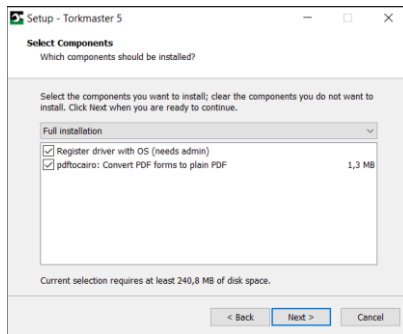 Setup - Torkmaster 5
Select Components
Which components should be installed?
Select the components you want to install; clear the components you do not want to
install. Click Next when you are ready to continue.
Full installation
Register driver with OS (needs admin)
pdftocairo: Convert PDF forms to plain PDF 1,3 MB
Current selection requires at least 240,8 MB of disk space.
< Back Next > Cancel